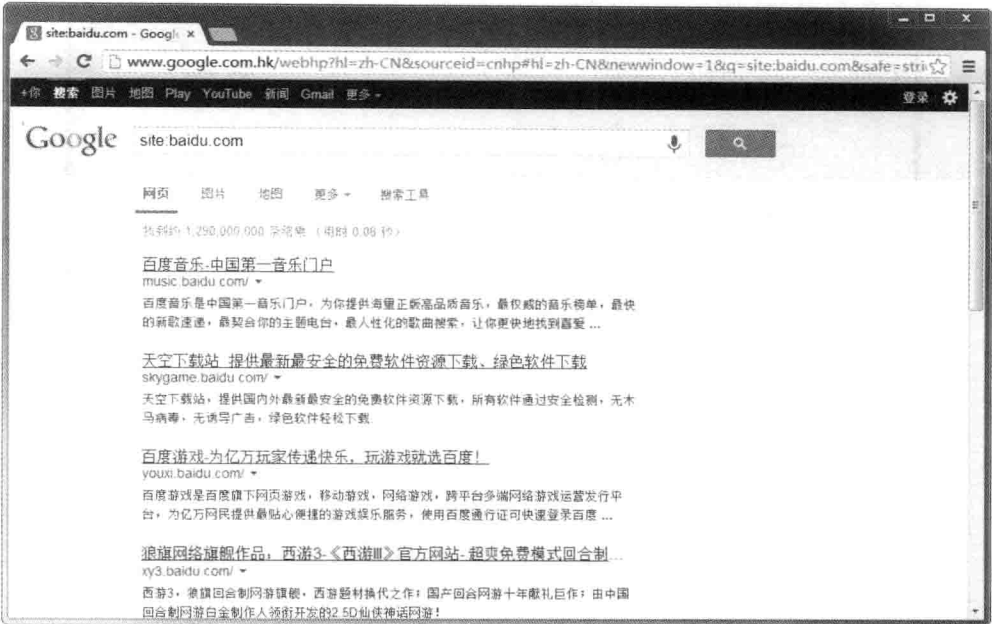 site:baidu.com - Googl
www.google.com.hk/webhp?hl=zh-CN&sourceid=cnhp#hl=zh-CN&newwindow=1&q=site:baidu.com&safe=stri
+你 搜索 图片 地图 Play YouTube 新闻 Gmail 更多
登录
Google site:baidu.com
网页 图片 地图 更多 搜索工具
找到约 1,290,000,000 条结果 (用时 0.08 秒)
百度音乐-中国第一音乐门户
music.baidu.com/
百度音乐是中国第一音乐门户，为你提供海量正版高品质音乐，最权威的音乐榜单，最快
的新歌速递，最契合你的主题电台，最人性化的歌曲搜索，让你更快地找到喜爱 ...
天空下载站 提供最新最安全的免费软件资源下载、绿色软件下载
skygame.baidu.com/
天空下载站，提供国内外最新最安全的免费软件资源下载，所有软件通过安全检测，无木
马病毒，无诱导广告，绿色软件轻松下载.
百度游戏-为亿万玩家传递快乐，玩游戏就选百度！
youxi.baidu.com/
百度游戏是百度旗下网页游戏，移动游戏，网络游戏，跨平台多端网络游戏运营发行平
台，为亿万网民提供最贴心便捷的游戏娱乐服务，使用百度通行证可快速登录百度 ...
狼旗网络旗舰作品，西游3-《西游Ⅲ》官方网站- 超爽免费模式回合制...
xy3.baidu.com/
西游3，狼旗回合制网游旗舰，西游题材换代之作；国产回合网游十年献礼巨作；由中国
回合制网游白金制作人领衔开发的2.5D仙侠神话网游！